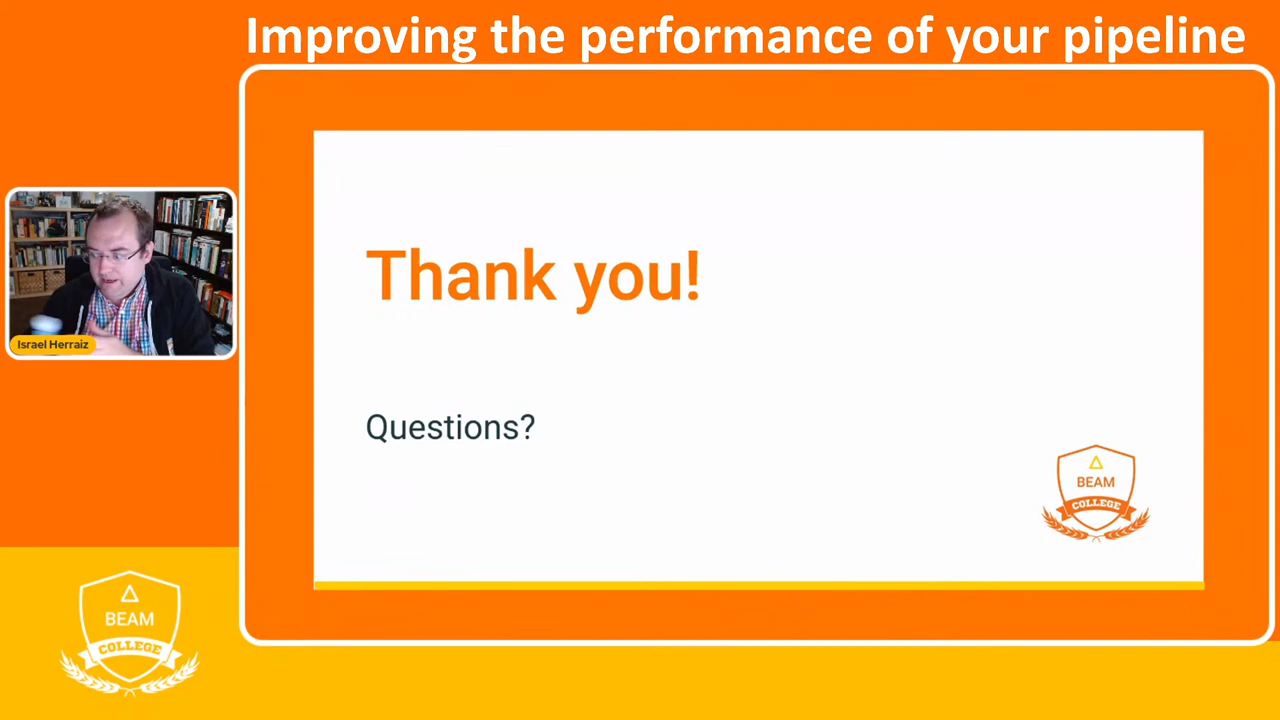 Improving the performance of your pipeline
Thank you!
Questions?
BEAM
COLLEGE
Israel Herraiz
BEAM
COLLEGE